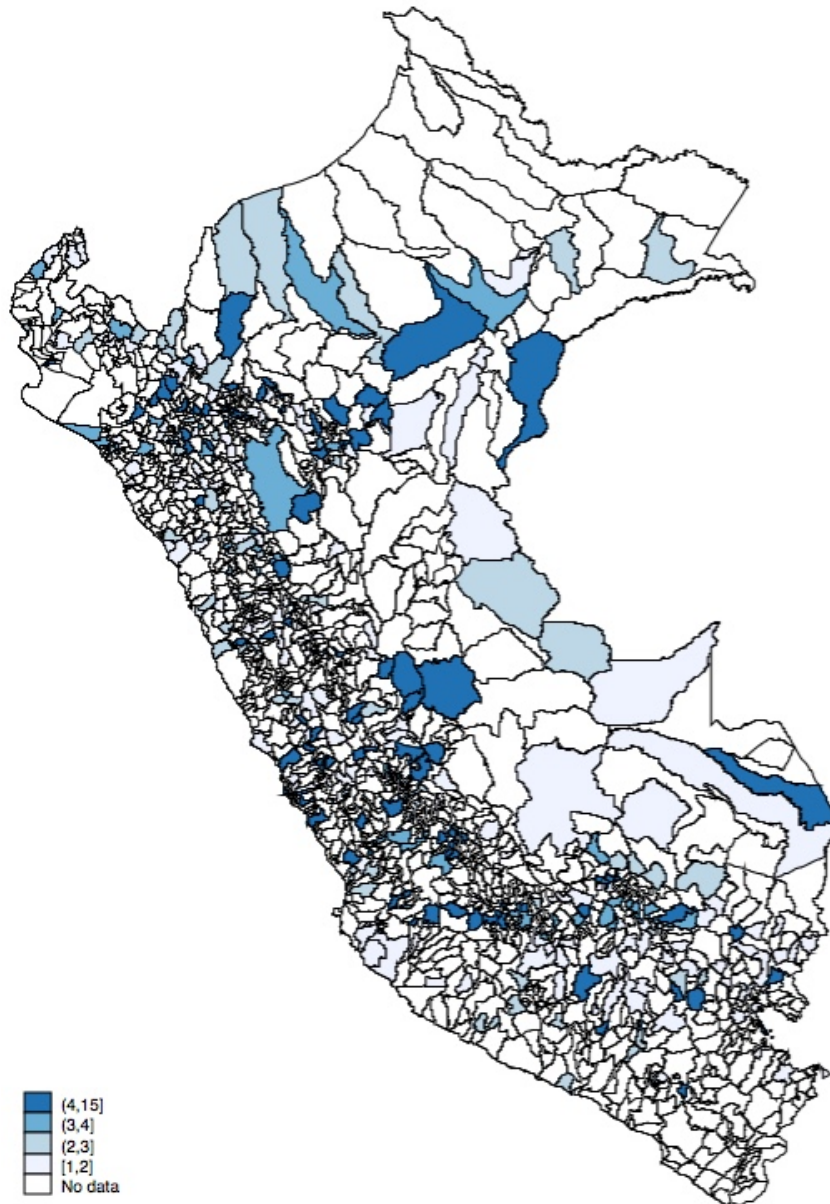 (4,15]
(3,4]
(2,3]
[1,2]
No data